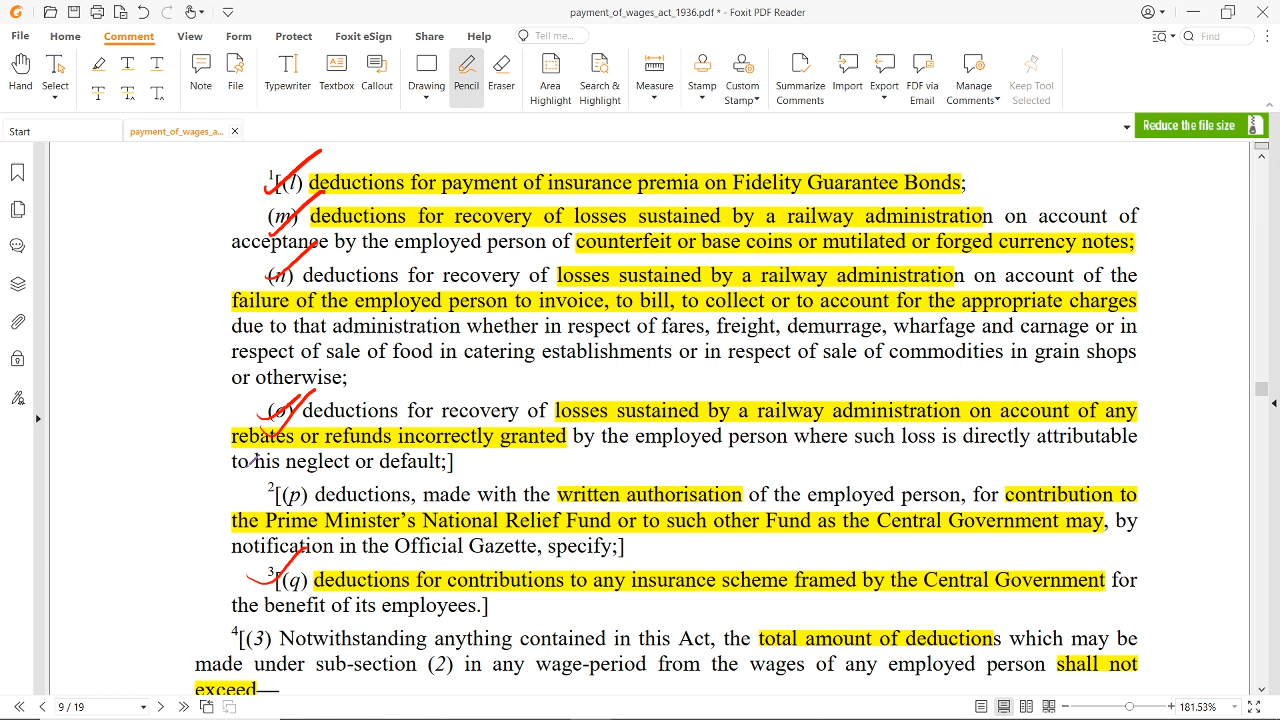 payment_of_wages_act_1936.pdf * - Foxit PDF Reader
File Home Comment View Form Protect Foxit eSign Share Help Tell me... Find
Hand Select Note File Typewriter Textbox Callout Drawing Pencil Eraser Area Highlight Search & Highlight Measure Stamp Custom Stamp Summarize Comments Import Export FDF via Email Manage Comments Keep Tool Selected
Start payment_of_wages_a... Reduce the file size
1[(l) deductions for payment of insurance premia on Fidelity Guarantee Bonds;
(m) deductions for recovery of losses sustained by a railway administration on account of
acceptance by the employed person of counterfeit or base coins or mutilated or forged currency notes;
(n) deductions for recovery of losses sustained by a railway administration on account of the
failure of the employed person to invoice, to bill, to collect or to account for the appropriate charges
due to that administration whether in respect of fares, freight, demurrage, wharfage and carnage or in
respect of sale of food in catering establishments or in respect of sale of commodities in grain shops
or otherwise;
(o) deductions for recovery of losses sustained by a railway administration on account of any
rebates or refunds incorrectly granted by the employed person where such loss is directly attributable
to his neglect or default;]
2[(p) deductions, made with the written authorisation of the employed person, for contribution to
the Prime Minister's National Relief Fund or to such other Fund as the Central Government may, by
notification in the Official Gazette, specify;]
3[(q) deductions for contributions to any insurance scheme framed by the Central Government for
the benefit of its employees.]
4[(3) Notwithstanding anything contained in this Act, the total amount of deductions which may be
made under sub-section (2) in any wage-period from the wages of any employed person shall not
exceed—
9 / 19 181.53%